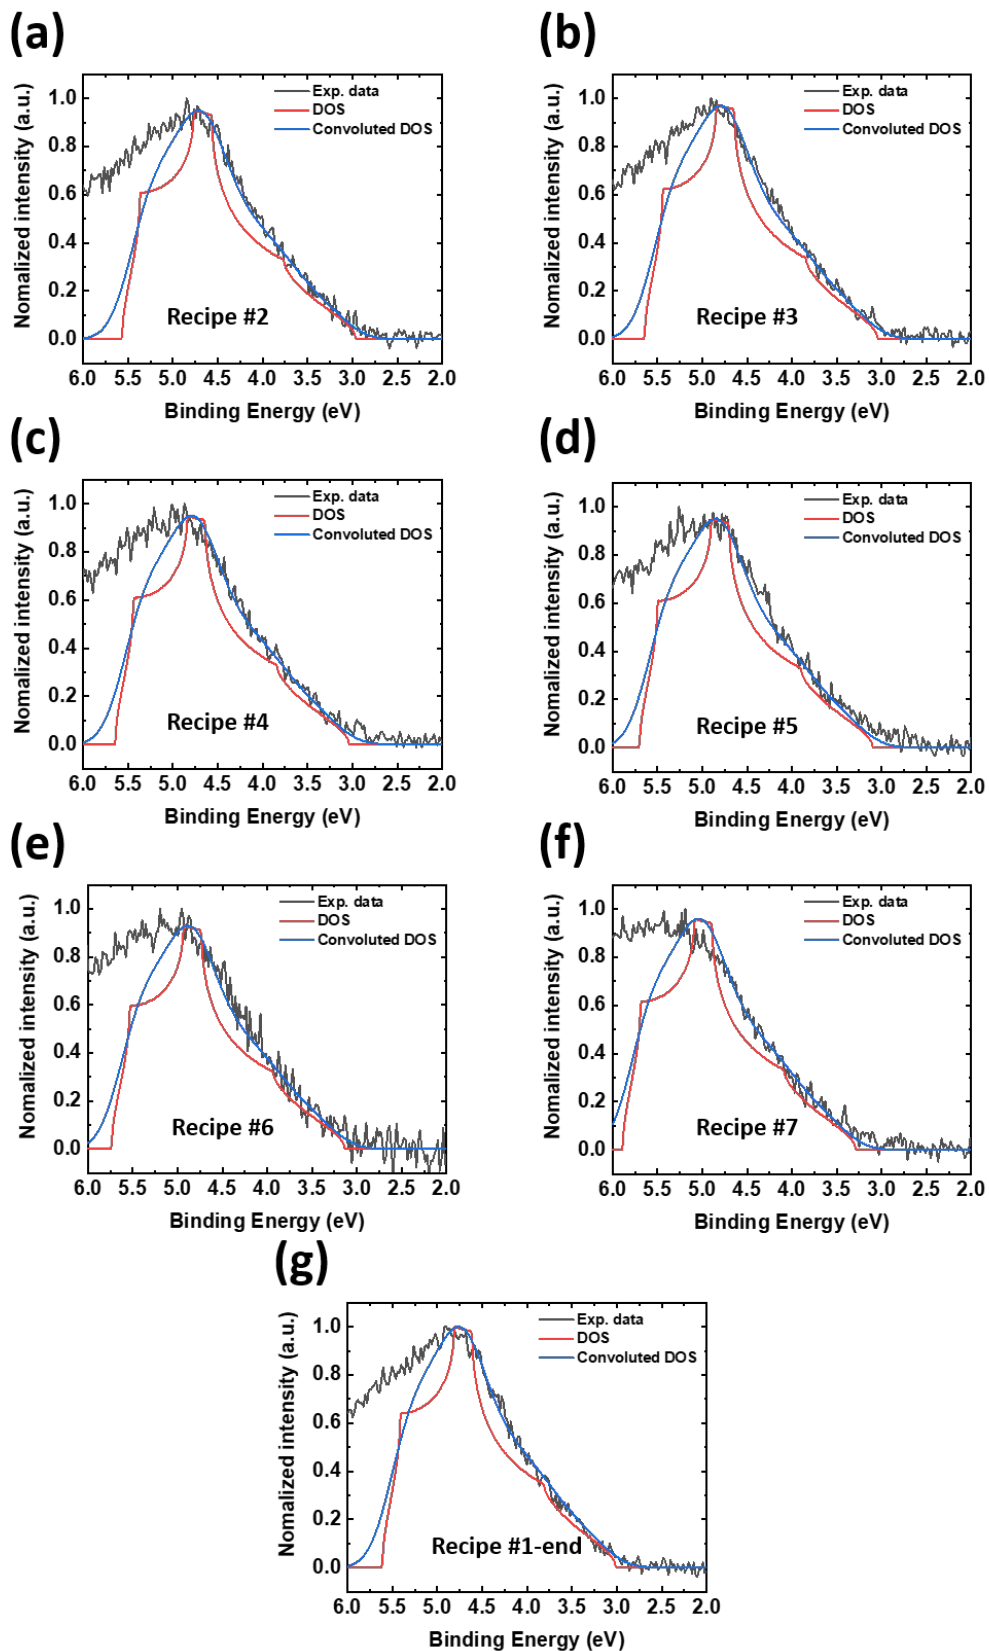 (a)
Nomalized intensity (a.u.)
1.0
0.8
0.6
0.4
0.2
0.0
Exp. data
DOS
Convoluted DOS
Recipe #2
6.0 5.5 5.0 4.5 4.0 3.5 3.0 2.5 2.0
Binding Energy (eV)
(b)
Nomalized intensity (a.u.)
1.0
0.8
0.6
0.4
0.2
0.0
Exp. data
DOS
Convoluted DOS
Recipe #3
6.0 5.5 5.0 4.5 4.0 3.5 3.0 2.5 2.0
Binding Energy (eV)
(c)
Nomalized intensity (a.u.)
1.0
0.8
0.6
0.4
0.2
0.0
Exp. data
DOS
Convoluted DOS
Recipe #4
6.0 5.5 5.0 4.5 4.0 3.5 3.0 2.5 2.0
Binding Energy (eV)
(d)
Nomalized intensity (a.u.)
1.0
0.8
0.6
0.4
0.2
0.0
Exp. data
DOS
Convoluted DOS
Recipe #5
6.0 5.5 5.0 4.5 4.0 3.5 3.0 2.5 2.0
Binding Energy (eV)
(e)
Nomalized intensity (a.u.)
1.0
0.8
0.6
0.4
0.2
0.0
Exp. data
DOS
Convoluted DOS
Recipe #6
6.0 5.5 5.0 4.5 4.0 3.5 3.0 2.5 2.0
Binding Energy (eV)
(f)
Nomalized intensity (a.u.)
1.0
0.8
0.6
0.4
0.2
0.0
Exp. data
DOS
Convoluted DOS
Recipe #7
6.0 5.5 5.0 4.5 4.0 3.5 3.0 2.5 2.0
Binding Energy (eV)
(g)
Nomalized intensity (a.u.)
1.0
0.8
0.6
0.4
0.2
0.0
Exp. data
DOS
Convoluted DOS
Recipe #1-end
6.0 5.5 5.0 4.5 4.0 3.5 3.0 2.5 2.0
Binding Energy (eV)